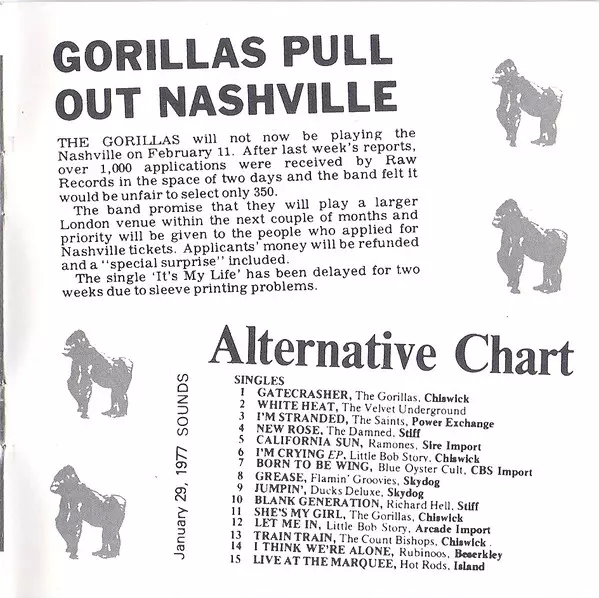 GORILLAS PULL
OUT NASHVILLE
THE GORILLAS will not now be playing the
Nashville on February 11. After last week's reports,
over 1,000 applications were received by Raw
Records in the space of two days and the band felt it
would be unfair to select only 350.
The band promise that they will play a larger
London venue within the next couple of months and
priority will be given to the people who applied for
Nashville tickets. Applicants' money will be refunded
and a "special surprise" included.
The single 'It's My Life' has been delayed for two
weeks due to sleeve printing problems.
January 29, 1977 SOUNDS
Alternative Chart
SINGLES
1 GATECRASHER, The Gorillas, Chiswick
2 WHITE HEAT, The Velvet Underground
3 I'M STRANDED, The Saints, Power Exchange
4 NEW ROSE, The Damned, Stiff
5 CALIFORNIA SUN, Ramones, Sire Import
6 I'M CRYING EP, Little Bob Story, Chiswick
7 BORN TO BE WING, Blue Oyster Cult, CBS Import
8 GREASE, Flamin' Groovies, Skydog
9 JUMPIN', Ducks Deluxe, Skydog
10 BLANK GENERATION, Richard Hell, Stiff
11 SHE'S MY GIRL, The Gorillas, Chiswick
12 LET ME IN, Little Bob Story, Arcade Import
13 TRAIN TRAIN, The Count Bishops, Chiswick
14 I THINK WE'RE ALONE, Rubinoos, Beserkley
15 LIVE AT THE MARQUEE, Hot Rods, Island